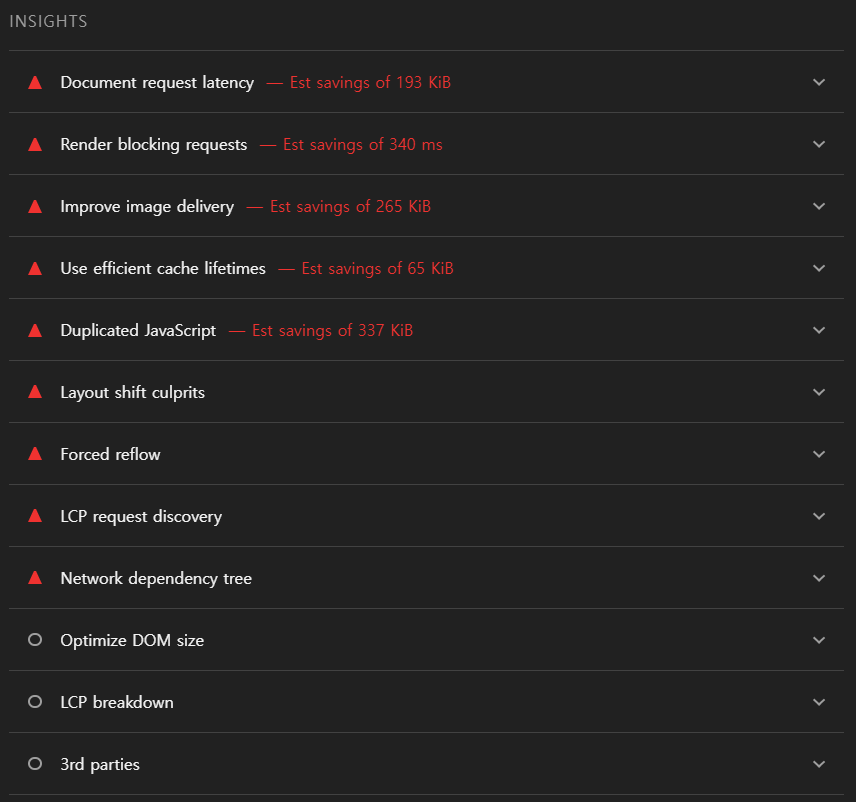 INSIGHTS
Document request latency — Est savings of 193 KiB
Render blocking requests — Est savings of 340 ms
Improve image delivery — Est savings of 265 KiB
Use efficient cache lifetimes — Est savings of 65 KiB
Duplicated JavaScript — Est savings of 337 KiB
Layout shift culprits
Forced reflow
LCP request discovery
Network dependency tree
Optimize DOM size
LCP breakdown
3rd parties